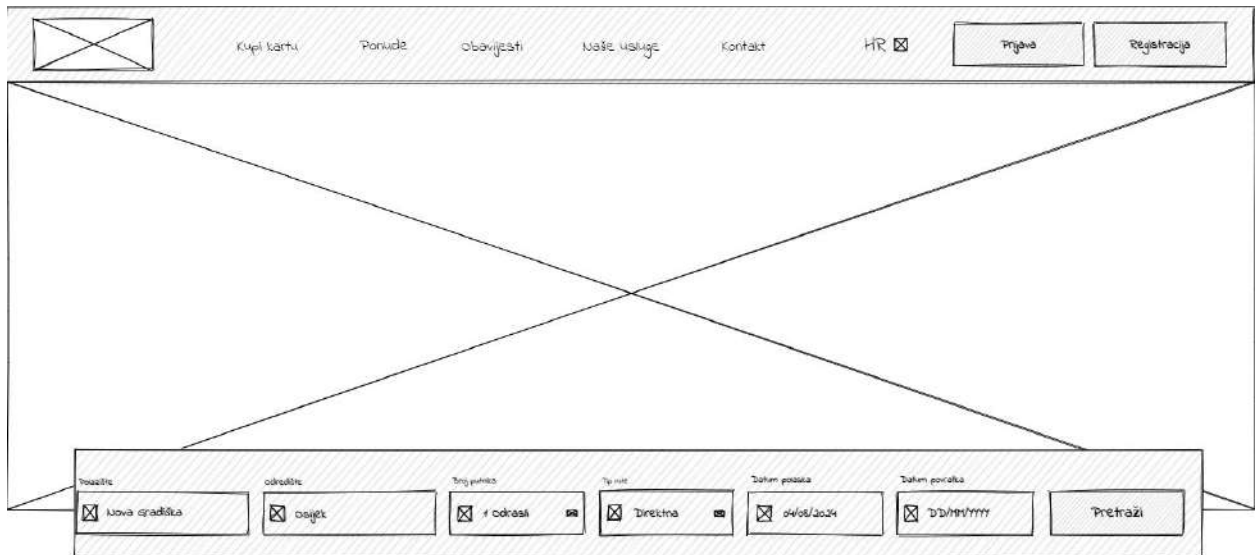 Kupi kartu
Ponude
Obavijesti
Naše usluge
Kontakt
HR
Prijava
Registracija
Polazište
Odredište
Broj putnika
Tip rute
Datum polaska
Datum povratka
Nova Gradiška
Osijek
1 Odrasli
Direktna
04/08/2024
DD/MM/YYYY
Pretraži